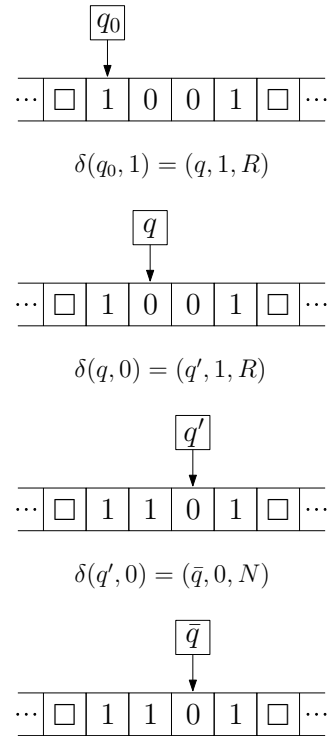 q₀
... □ 1 0 0 1 □ ...
δ(q₀, 1) = (q, 1, R)
q
... □ 1 0 0 1 □ ...
δ(q, 0) = (q′, 1, R)
q′
... □ 1 1 0 1 □ ...
δ(q′, 0) = (q̄, 0, N)
q̄
... □ 1 1 0 1 □ ...